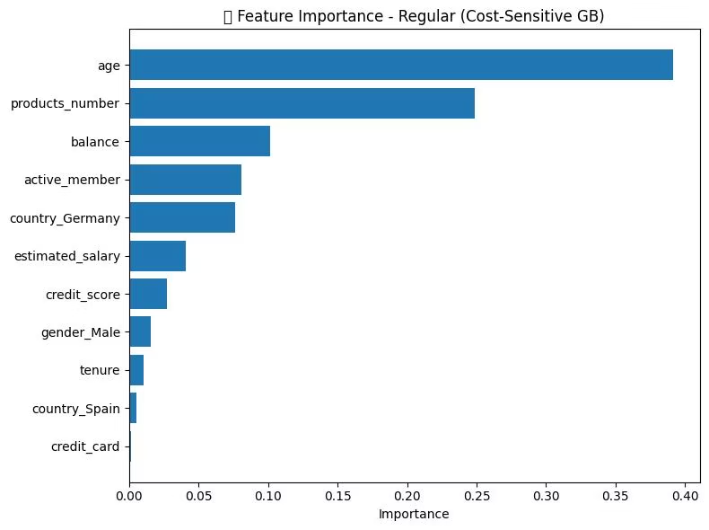 Feature Importance - Regular (Cost-Sensitive GB)
age
products_number
balance
active_member
country_Germany
estimated_salary
credit_score
gender_Male
tenure
country_Spain
credit_card
0.00 0.05 0.10 0.15 0.20 0.25 0.30 0.35 0.40
Importance